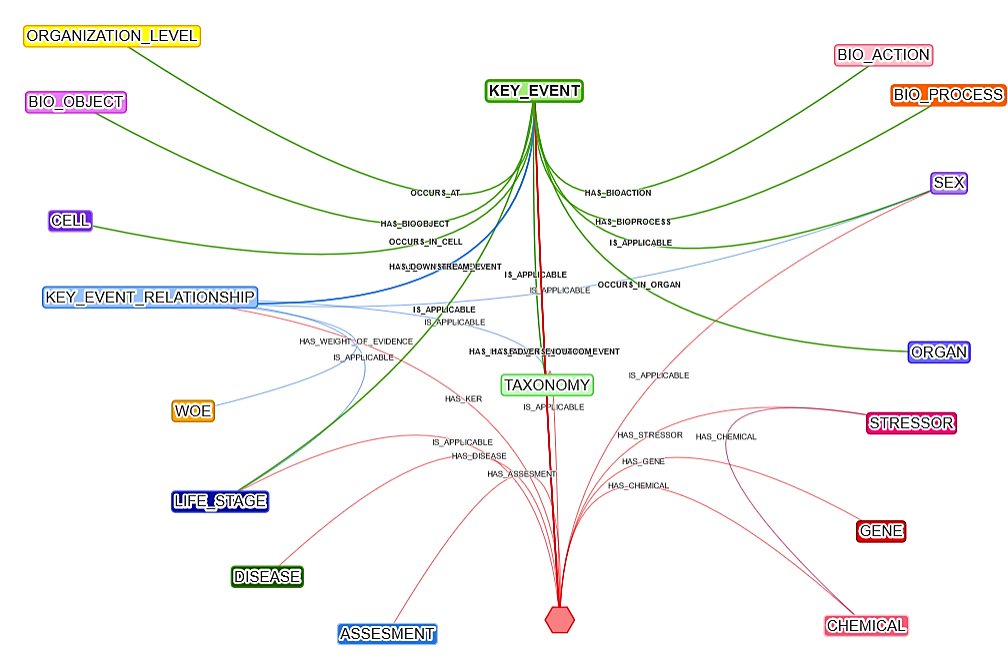 ORGANIZATION_LEVEL
BIO_ACTION
KEY_EVENT
BIO_PROCESS
BIO_OBJECT
SEX
OCCURS_AT
HAS_BIOACTION
CELL
HAS_BIOOBJECT
HAS_BIOPROCESS
OCCURS_IN_CELL
IS_APPLICABLE
IS_APPLICABLE
OCCURS_IN_ORGAN
IS_APPLICABLE
KEY_EVENT_RELATIONSHIP
IS_APPLICABLE
IS_APPLICABLE
HAS_WEIGHT_OF_EVIDENCE
IS_APPLICABLE
ORGAN
IS_APPLICABLE
TAXONOMY
HAS_KER
IS_APPLICABLE
WOE
STRESSOR
HAS_STRESSOR
HAS_CHEMICAL
IS_APPLICABLE
HAS_DISEASE
HAS_GENE
HAS_ASSESMENT
HAS_CHEMICAL
LIFE_STAGE
GENE
DISEASE
ASSESMENT
CHEMICAL